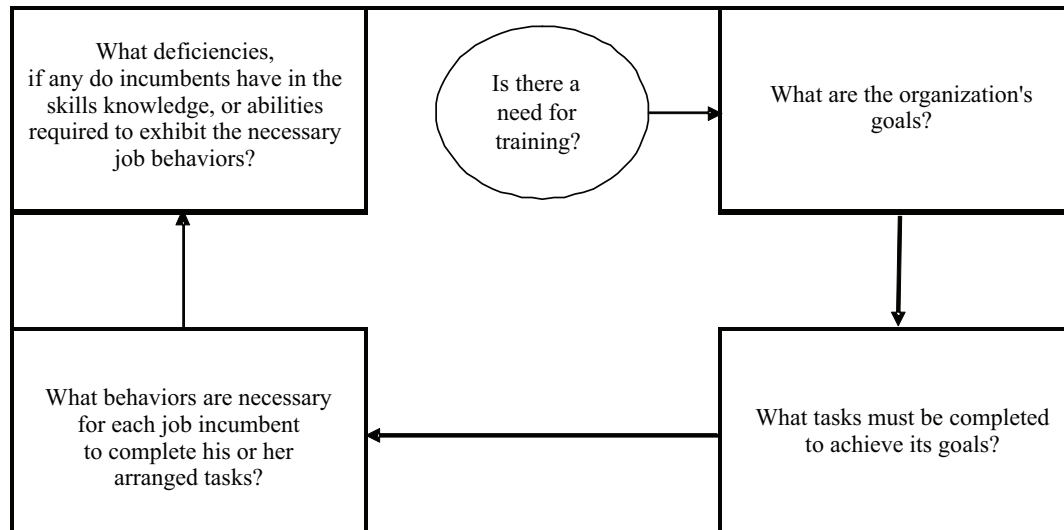 What deficiencies,
if any do incumbents have in the
skills knowledge, or abilities
required to exhibit the necessary
job behaviors?
Is there a
need for
training?
What are the organization's
goals?
What behaviors are necessary
for each job incumbent
to complete his or her
arranged tasks?
What tasks must be completed
to achieve its goals?